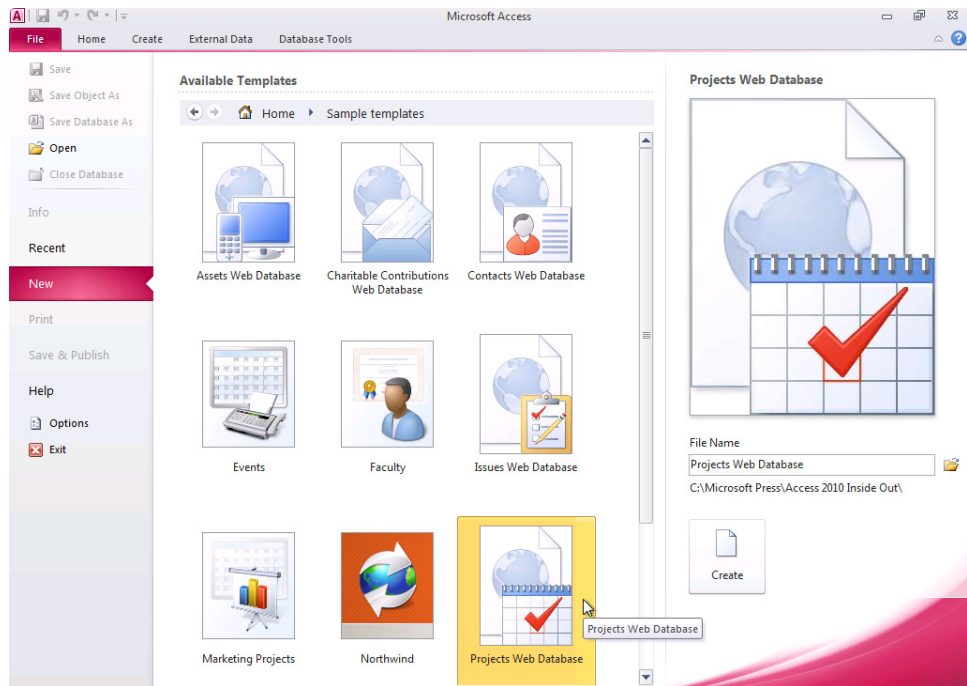 Microsoft Access
File Home Create External Data Database Tools
Save
Save Object As
Save Database As
Open
Close Database
Info
Recent
New
Print
Save & Publish
Help
Options
Exit
Available Templates
Home Sample templates
Assets Web Database
Charitable Contributions
Web Database
Contacts Web Database
Events
Faculty
Issues Web Database
Marketing Projects
Northwind
Projects Web Database
Projects Web Database
Projects Web Database
File Name
Projects Web Database
C:\Microsoft Press\Access 2010 Inside Out\
Create